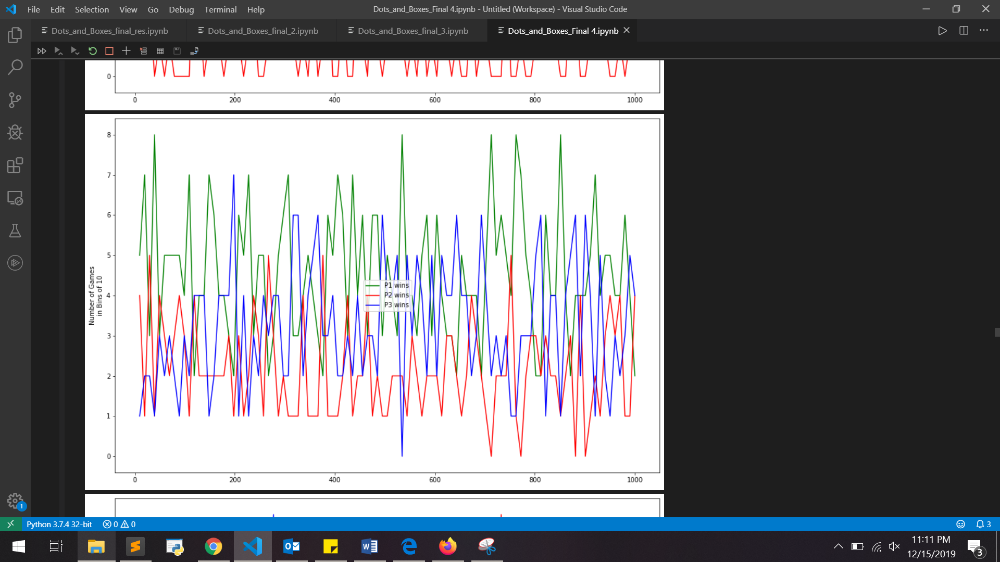 File Edit Selection View Go Debug Terminal Help
Dots_and_Boxes_Final 4.ipynb - Untitled (Workspace) - Visual Studio Code
Dots_and_Boxes_final_res.ipynb
Dots_and_Boxes_final_2.ipynb
Dots_and_Boxes_final_3.ipynb
Dots_and_Boxes_Final 4.ipynb
0
0 200 400 600 800 1000
8
7
6
5
4
3
2
1
0
Number of Games
in Bins of 10
P1 wins
P2 wins
P3 wins
0 200 400 600 800 1000
1
Python 3.7.4 32-bit
0 0
3
11:11 PM
12/15/2019
3